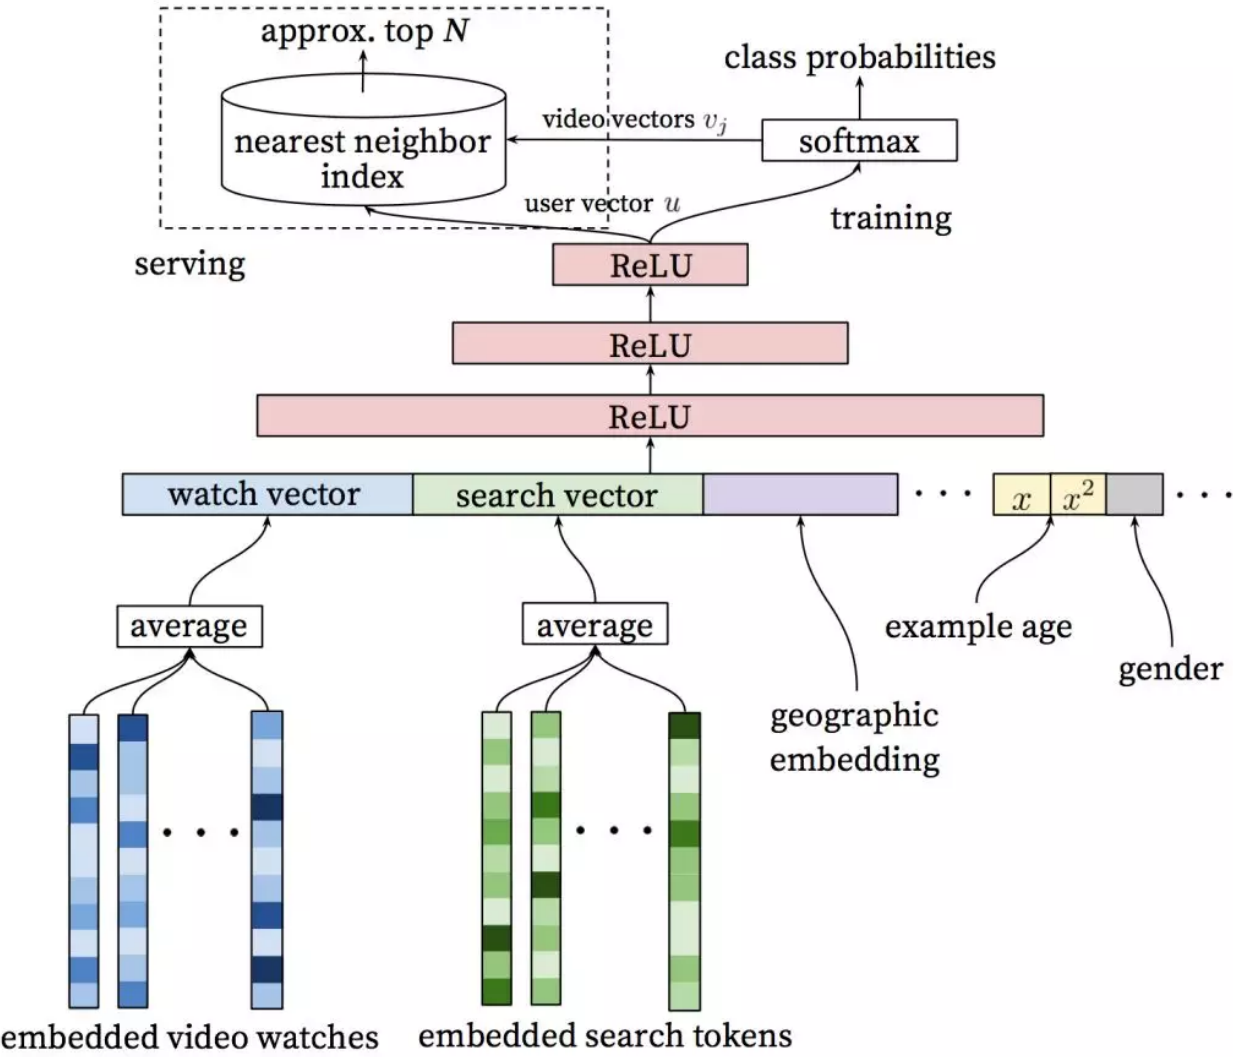 approx. top N
class probabilities
nearest neighbor
index
video vectors v_j
softmax
user vector u
training
serving
ReLU
ReLU
ReLU
watch vector
search vector
. . .
x
x²
. . .
average
average
example age
gender
geographic
embedding
. . .
. . .
embedded video watches
embedded search tokens